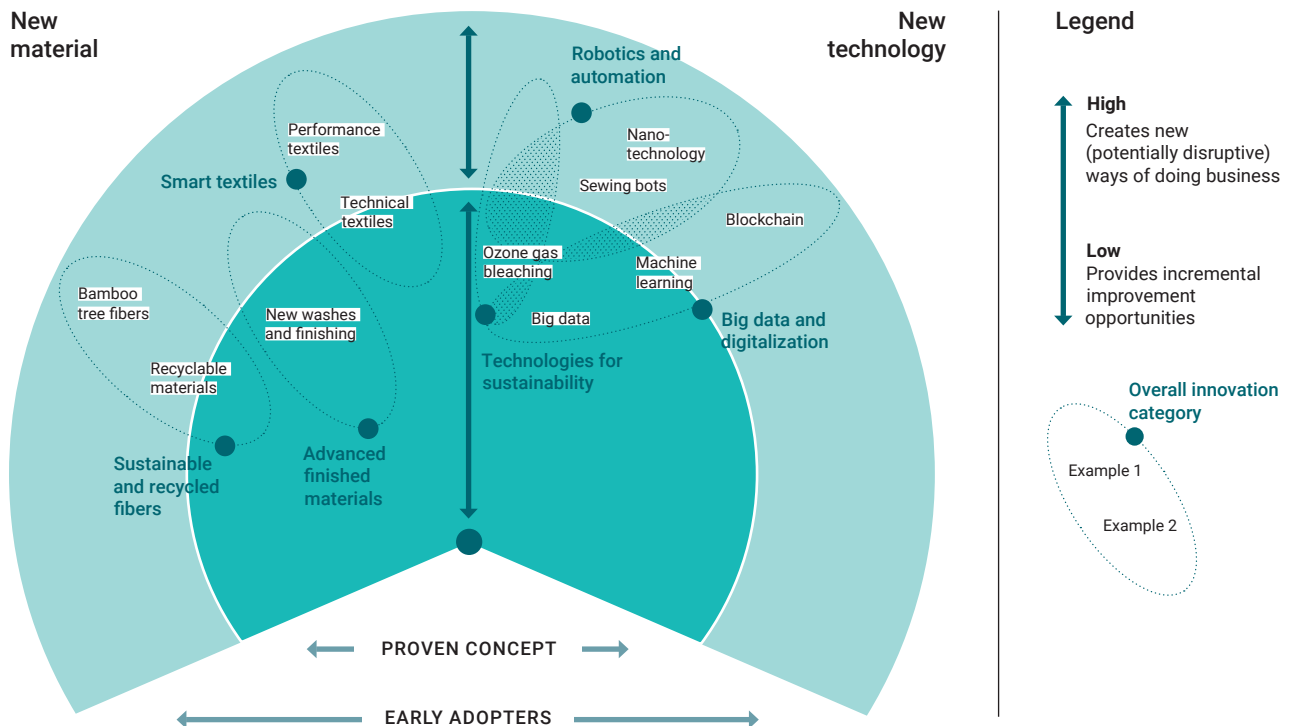 New
material
New
technology
Robotics and
automation
Performance
textiles
Nano-
technology
Smart textiles
Sewing bots
Technical
textiles
Blockchain
Ozone gas
bleaching
Machine
learning
Bamboo
tree fibers
New washes
and finishing
Big data
Big data and
digitalization
Recyclable
materials
Technologies for
sustainability
Sustainable
and recycled
fibers
Advanced
finished
materials
PROVEN CONCEPT
EARLY ADOPTERS
Legend
High
Creates new
(potentially disruptive)
ways of doing business
Low
Provides incremental
improvement
opportunities
Overall innovation
category
Example 1
Example 2